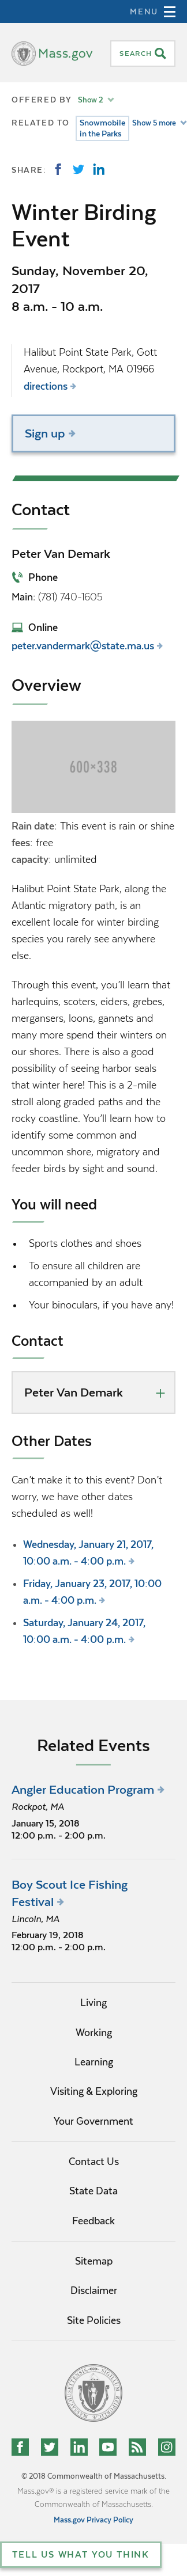 MENU
Mass.gov
SEARCH
OFFERED BY Show 2
RELATED TO Snowmobile Show 5 more
in the Parks
SHARE:
Winter Birding
Event
Sunday, November 20,
2017
8 a.m. - 10 a.m.
Halibut Point State Park, Gott
Avenue, Rockport, MA 01966
directions
Sign up
Contact
Peter Van Demark
Phone
Main: (781) 740-1605
Online
peter.vandermark@state.ma.us
Overview
600×338
Rain date: This event is rain or shine
fees: free
capacity: unlimited
Halibut Point State Park, along the
Atlantic migratory path, is an
excellent locale for winter birding
species you rarely see anywhere
else.
Through this event, you'll learn that
harlequins, scoters, eiders, grebes,
mergansers, loons, gannets and
many more spend their winters on
our shores. There is also a good
possibility of seeing harbor seals
that winter here! This is a 2-mile
stroll along graded paths and the
rocky coastline. You'll learn how to
identify common and
uncommon more species,
migratory and
feeder birds by sight and sound.
You will need
• Sports clothes and shoes
• To ensure all children are
accompanied by an adult
• Your binoculars, if you have any!
Contact
Peter Van Demark +
Other Dates
Can't make it to this event? Don't
worry, we have other dates
scheduled as well!
• Wednesday, January 21, 2017,
10:00 a.m. - 4:00 p.m.
• Friday, January 23, 2017, 10:00
a.m. - 4:00 p.m.
• Saturday, January 24, 2017,
10:00 a.m. - 4:00 p.m.
Related Events
Angler Education Program
Rockpot, MA
January 15, 2018
12:00 p.m. - 2:00 p.m.
Boy Scout Ice Fishing
Festival
Lincoln, MA
February 19, 2018
12:00 p.m. - 2:00 p.m.
Living
Working
Learning
Visiting & Exploring
Your Government
Contact Us
State Data
Feedback
Sitemap
Disclaimer
Site Policies
© 2018 Commonwealth of Massachusetts.
Mass.gov® is a registered service mark of the
Commonwealth of Massachusetts.
Mass.gov Privacy Policy
TELL US WHAT YOU THINK